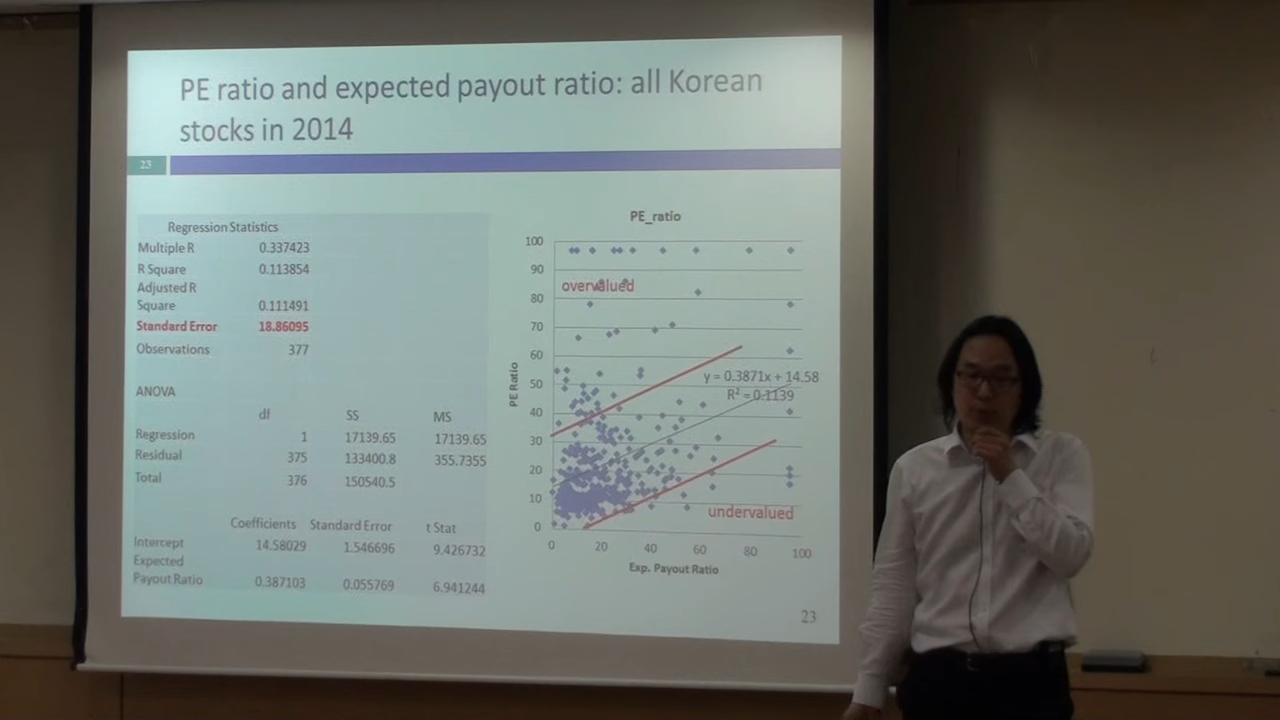 PE ratio and expected payout ratio: all Korean
stocks in 2014
23
Regression Statistics
Multiple R 0.337423
R Square 0.113854
Adjusted R
Square 0.111491
Standard Error 18.86095
Observations 377
ANOVA
df SS MS
Regression 1 17139.65 17139.65
Residual 375 133400.8 355.7355
Total 376 150540.5
Coefficients Standard Error t Stat
Intercept 14.58029 1.546696 9.426732
Expected
Payout Ratio 0.387103 0.055769 6.941244
PE_ratio
100
90
overvalued
80
70
60
y = 0.3871x + 14.58
50
R² = 0.1139
40
30
20
10
undervalued
0
PE Ratio
0 20 40 60 80 100
Exp. Payout Ratio
23